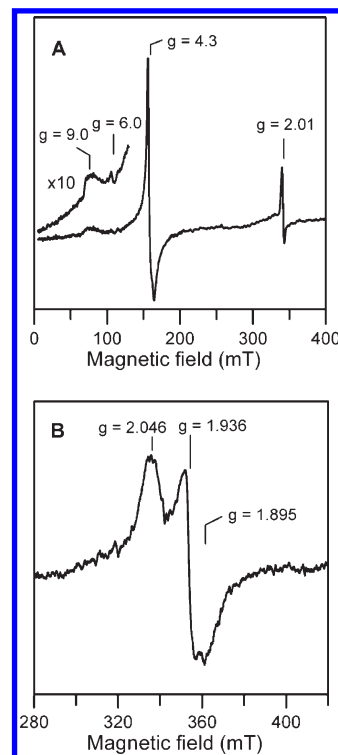 A
g = 4.3
g = 9.0
g = 6.0
g = 2.01
x10
0 100 200 300 400
Magnetic field (mT)
B
g = 2.046
g = 1.936
g = 1.895
280 320 360 400
Magnetic field (mT)